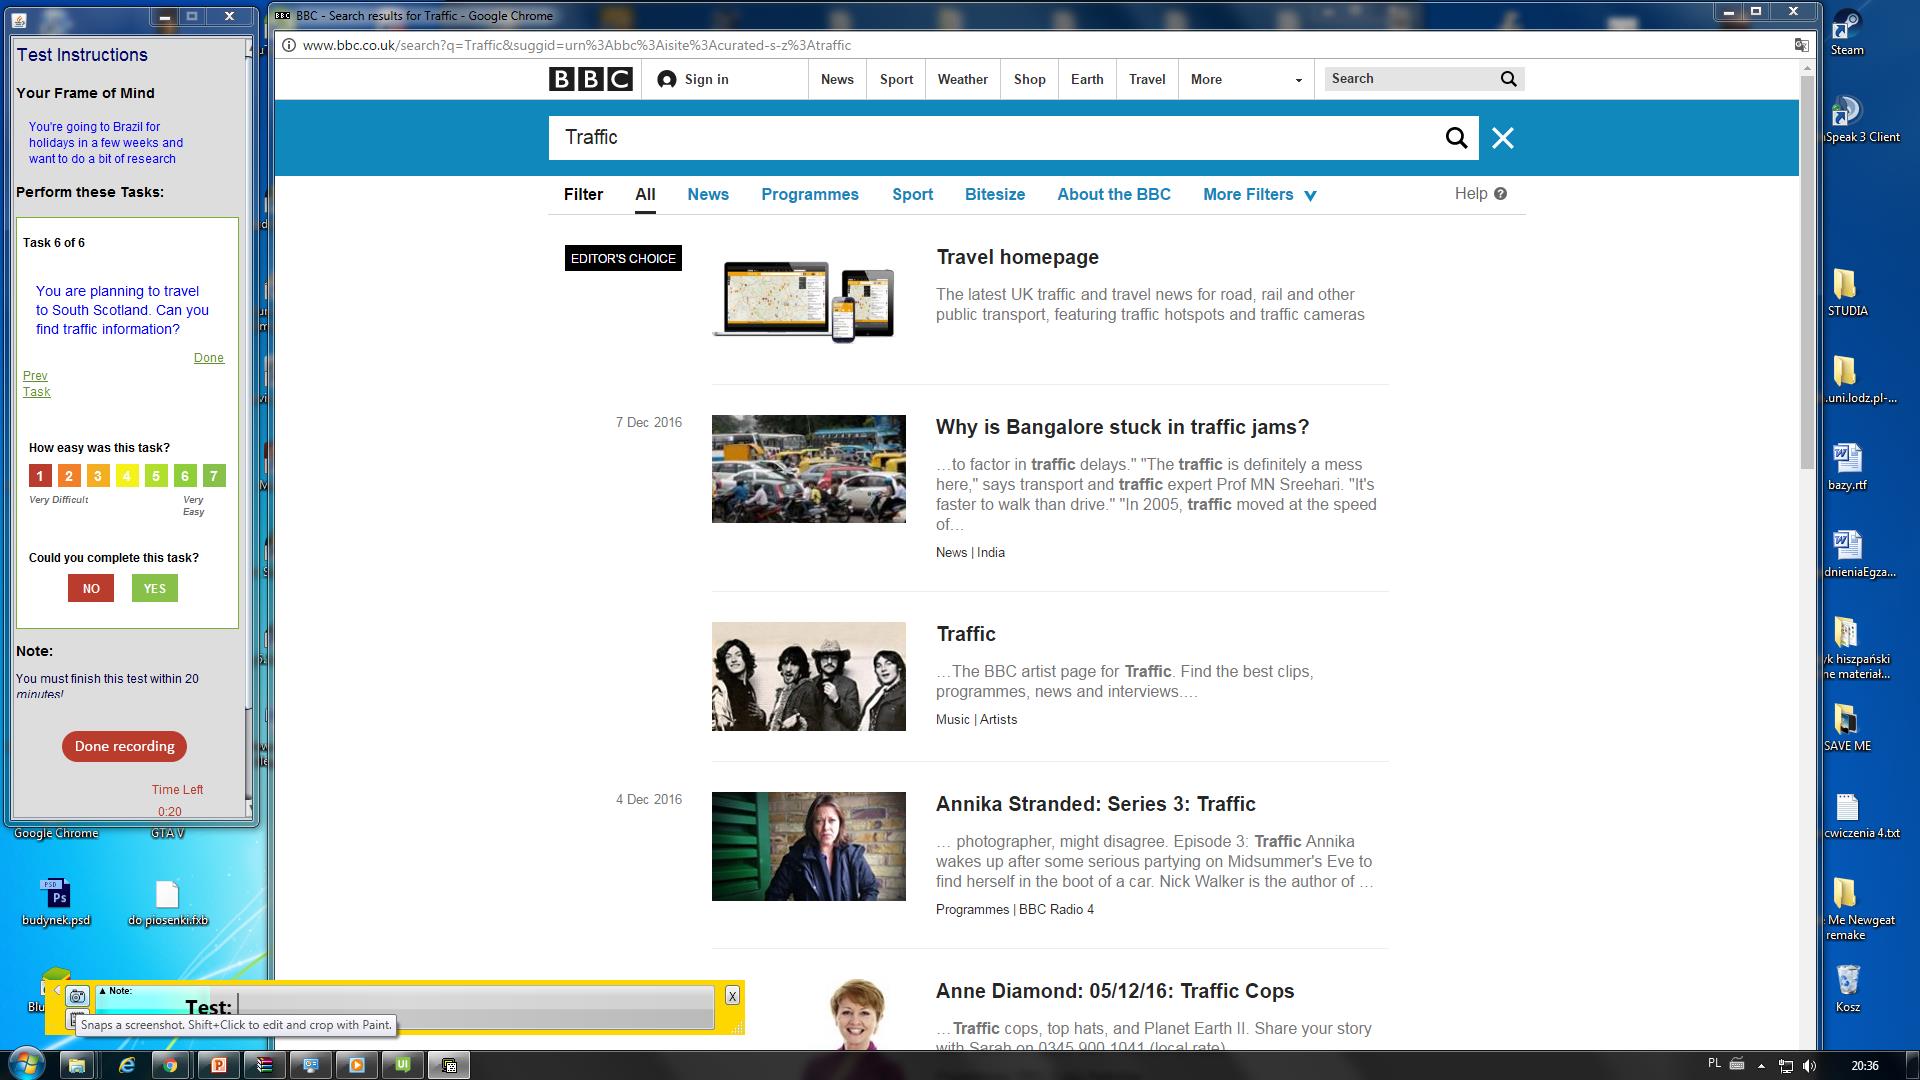 Test Instructions
Your Frame of Mind
You're going to Brazil for
holidays in a few weeks and
want to do a bit of research
Perform these Tasks:
Task 6 of 6
You are planning to travel
to South Scotland. Can you
find traffic information?
Done
Prev
Task
How easy was this task?
1 2 3 4 5 6 7
Very Difficult
Very
Easy
Could you complete this task?
NO YES
Note:
You must finish this test within 20
minutes!
Done recording
Time Left
0:20
BBC - Search results for Traffic - Google Chrome
www.bbc.co.uk/search?q=Traffic&suggid=urn%3Abbc%3Aisite%3Acurated-s-z%3Atraffic
BBC Sign in News Sport Weather Shop Earth Travel More Search
Traffic
Filter All News Programmes Sport Bitesize About the BBC More Filters Help ?
EDITOR'S CHOICE
Travel homepage
The latest UK traffic and travel news for road, rail and other
public transport, featuring traffic hotspots and traffic cameras
7 Dec 2016
Why is Bangalore stuck in traffic jams?
…to factor in traffic delays." "The traffic is definitely a mess
here," says transport and traffic expert Prof MN Sreehari. "It's
faster to walk than drive." "In 2005, traffic moved at the speed
of…
News | India
Traffic
…The BBC artist page for Traffic. Find the best clips,
programmes, news and interviews.…
Music | Artists
4 Dec 2016
Annika Stranded: Series 3: Traffic
… photographer, might disagree. Episode 3: Traffic Annika
wakes up after some serious partying on Midsummer's Eve to
find herself in the boot of a car. Nick Walker is the author of …
Programmes | BBC Radio 4
Anne Diamond: 05/12/16: Traffic Cops
…Traffic cops, top hats, and Planet Earth II. Share your story
with Sarah on 0345 900 1041 (local rate)
Steam
Speak 3 Client
STUDIA
.uni.lodz.pl-...
bazy.rtf
dnieniaEgza...
yk hiszpański
ne materiał...
SAVE ME
cwiczenia 4.txt
Me Newgeat
remake
Kosz
Google Chrome
GTA V
PSD
Ps
budynek.psd
do piosenki.fxb
Note:
Test:
X
Snaps a screenshot. Shift+Click to edit and crop with Paint.
PL
20:36